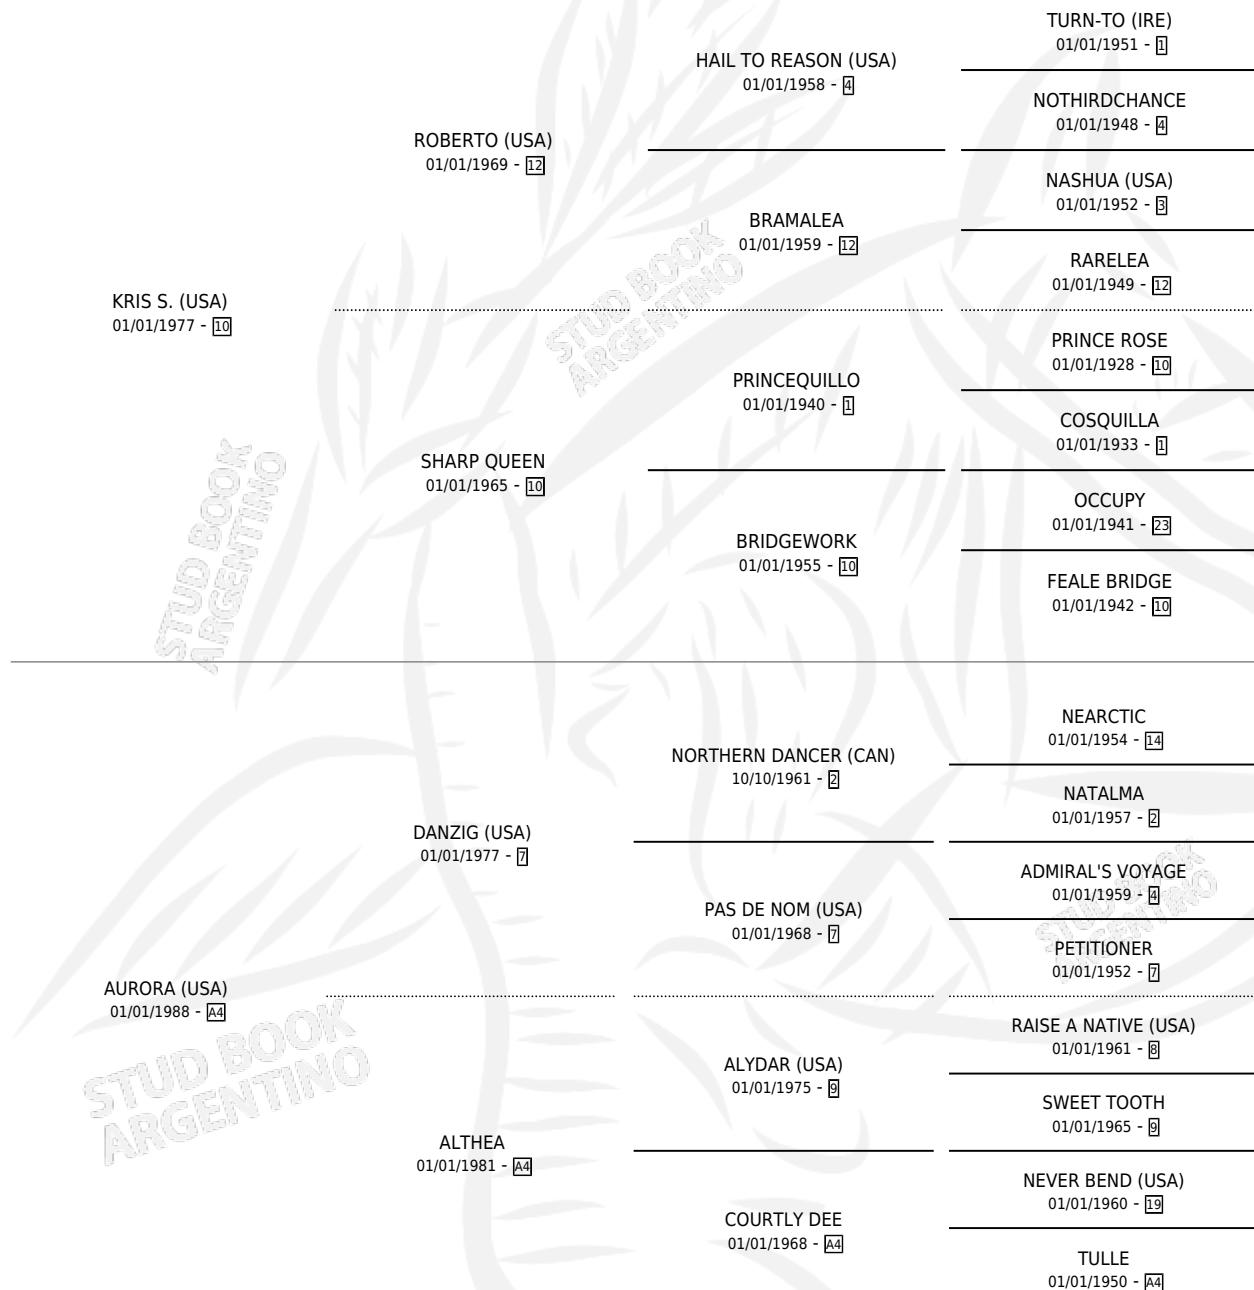 TURN-TO (IRE)
01/01/1951 - 1
HAIL TO REASON (USA)
01/01/1958 - 4
NOTHIRDCHANCE
01/01/1948 - 4
ROBERTO (USA)
01/01/1969 - 12
NASHUA (USA)
01/01/1952 - 3
BRAMALEA
01/01/1959 - 12
RARELEA
01/01/1949 - 12
KRIS S. (USA)
01/01/1977 - 10
STUD BOOK
ARGENTINO
PRINCE ROSE
01/01/1928 - 10
PRINCEQUILLO
01/01/1940 - 1
COSQUILLA
01/01/1933 - 1
SHARP QUEEN
01/01/1965 - 10
OCCUPY
01/01/1941 - 23
BRIDGEWORK
01/01/1955 - 10
FEALE BRIDGE
01/01/1942 - 10
STUD BOOK
ARGENTINO
NEARCTIC
01/01/1954 - 14
NORTHERN DANCER (CAN)
10/10/1961 - 2
NATALMA
01/01/1957 - 2
DANZIG (USA)
01/01/1977 - 7
ADMIRAL'S VOYAGE
01/01/1959 - 4
PAS DE NOM (USA)
01/01/1968 - 7
STUD BOOK
ARGENTINO
PETITIONER
01/01/1952 - 7
AURORA (USA)
01/01/1988 - A4
RAISE A NATIVE (USA)
01/01/1961 - 8
ALYDAR (USA)
01/01/1975 - 9
SWEET TOOTH
01/01/1965 - 9
STUD BOOK
ARGENTINO
ALTHEA
01/01/1981 - A4
NEVER BEND (USA)
01/01/1960 - 19
COURTLY DEE
01/01/1968 - A4
TULLE
01/01/1950 - A4